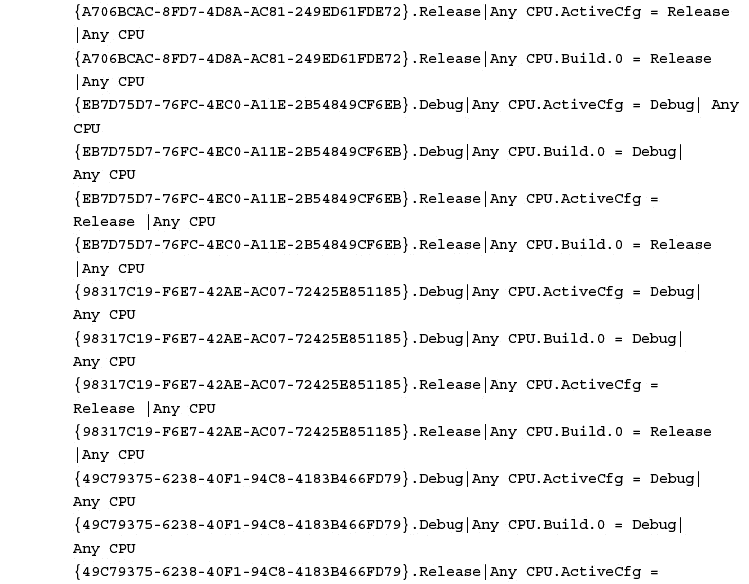 {A706BCAC-8FD7-4D8A-AC81-249ED61FDE72}.Release|Any CPU.ActiveCfg = Release
|Any CPU
{A706BCAC-8FD7-4D8A-AC81-249ED61FDE72}.Release|Any CPU.Build.0 = Release
|Any CPU
{EB7D75D7-76FC-4EC0-A11E-2B54849CF6EB}.Debug|Any CPU.ActiveCfg = Debug| Any
CPU
{EB7D75D7-76FC-4EC0-A11E-2B54849CF6EB}.Debug|Any CPU.Build.0 = Debug|
Any CPU
{EB7D75D7-76FC-4EC0-A11E-2B54849CF6EB}.Release|Any CPU.ActiveCfg =
Release |Any CPU
{EB7D75D7-76FC-4EC0-A11E-2B54849CF6EB}.Release|Any CPU.Build.0 = Release
|Any CPU
{98317C19-F6E7-42AE-AC07-72425E851185}.Debug|Any CPU.ActiveCfg = Debug|
Any CPU
{98317C19-F6E7-42AE-AC07-72425E851185}.Debug|Any CPU.Build.0 = Debug|
Any CPU
{98317C19-F6E7-42AE-AC07-72425E851185}.Release|Any CPU.ActiveCfg =
Release |Any CPU
{98317C19-F6E7-42AE-AC07-72425E851185}.Release|Any CPU.Build.0 = Release
|Any CPU
{49C79375-6238-40F1-94C8-4183B466FD79}.Debug|Any CPU.ActiveCfg = Debug|
Any CPU
{49C79375-6238-40F1-94C8-4183B466FD79}.Debug|Any CPU.Build.0 = Debug|
Any CPU
{49C79375-6238-40F1-94C8-4183B466FD79}.Release|Any CPU.ActiveCfg =